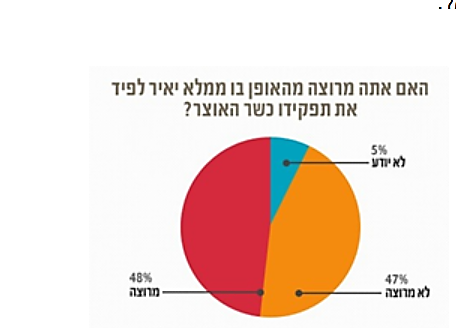 האם אתה מרוצה מהאופן בו ממלא יאיר לפיד
את תפקידו כשר האוצר?
5%
לא יודע
47%
לא מרוצה
48%
מרוצה